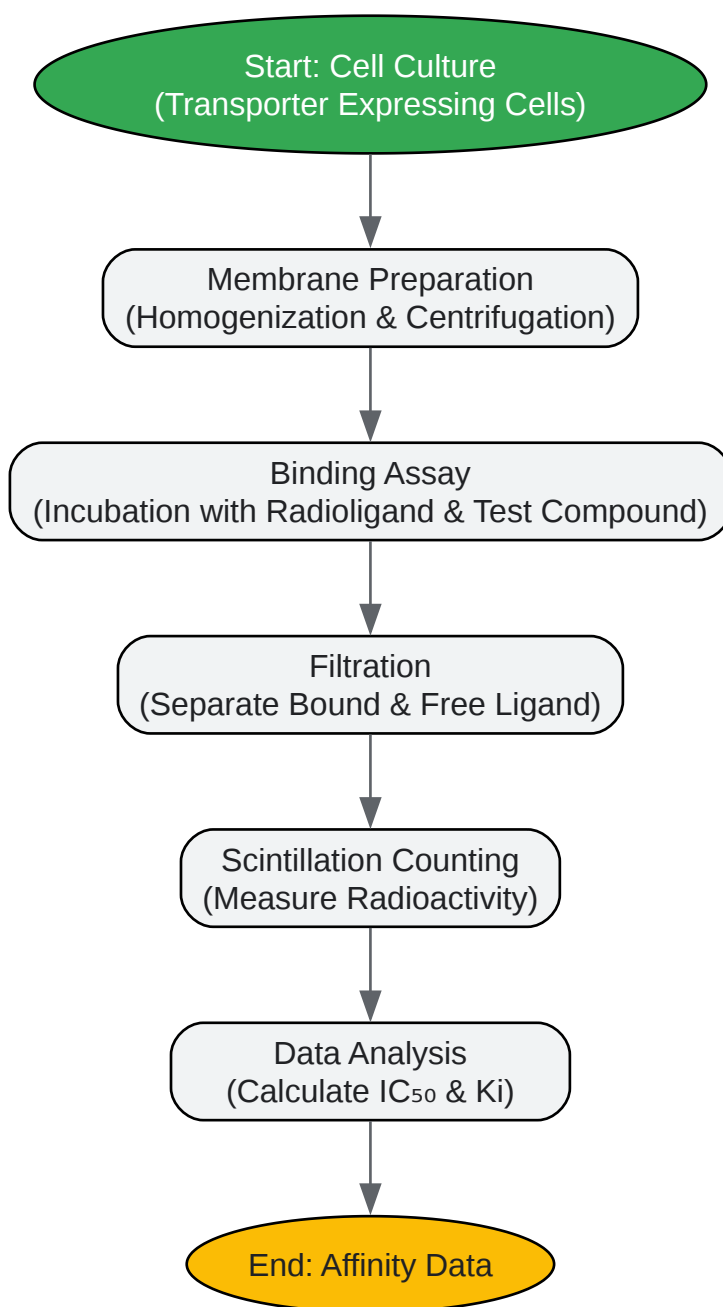 Start: Cell Culture
(Transporter Expressing Cells)
Membrane Preparation
(Homogenization & Centrifugation)
Binding Assay
(Incubation with Radioligand & Test Compound)
Filtration
(Separate Bound & Free Ligand)
Scintillation Counting
(Measure Radioactivity)
Data Analysis
(Calculate IC₅₀ & Ki)
End: Affinity Data